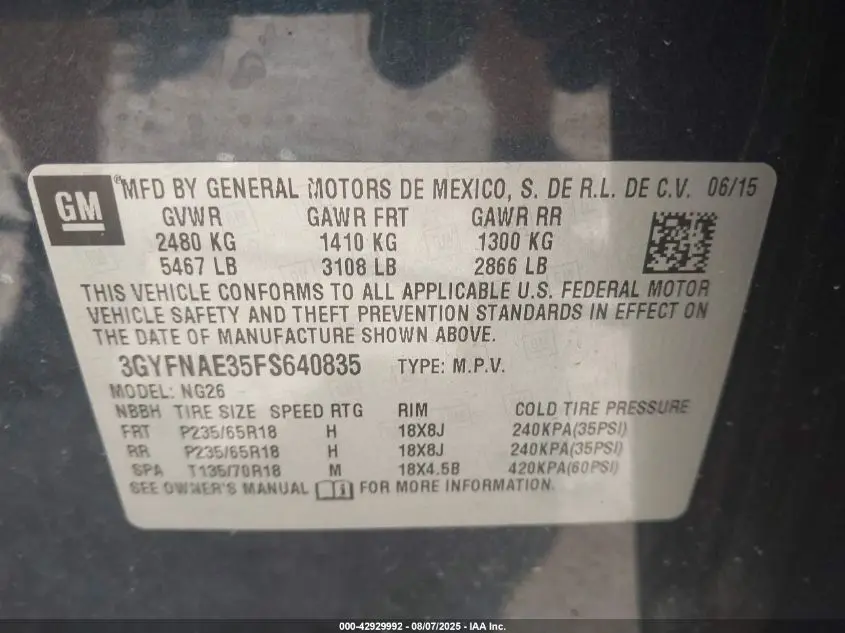 GM ® MFD BY GENERAL MOTORS DE MEXICO, S. DE R.L. DE C.V. 06/15
GVWR GAWR FRT GAWR RR
2480 KG 1410 KG 1300 KG
5467 LB 3108 LB 2866 LB
THIS VEHICLE CONFORMS TO ALL APPLICABLE U.S. FEDERAL MOTOR
VEHICLE SAFETY AND THEFT PREVENTION STANDARDS IN EFFECT ON
THE DATE OF MANUFACTURE SHOWN ABOVE.
3GYFNAE35FS640835 TYPE: M.P.V.
MODEL: NG26
NBBH TIRE SIZE SPEED RTG RIM COLD TIRE PRESSURE
FRT P235/65R18 H 18X8J 240KPA(35PSI)
RR P235/65R18 H 18X8J 240KPA(35PSI)
SPA T135/70R18 M 18X4.5B 420KPA(60PSI)
SEE OWNER'S MANUAL FOR MORE INFORMATION.
000-42929992 - 08/07/2025 - IAA Inc.